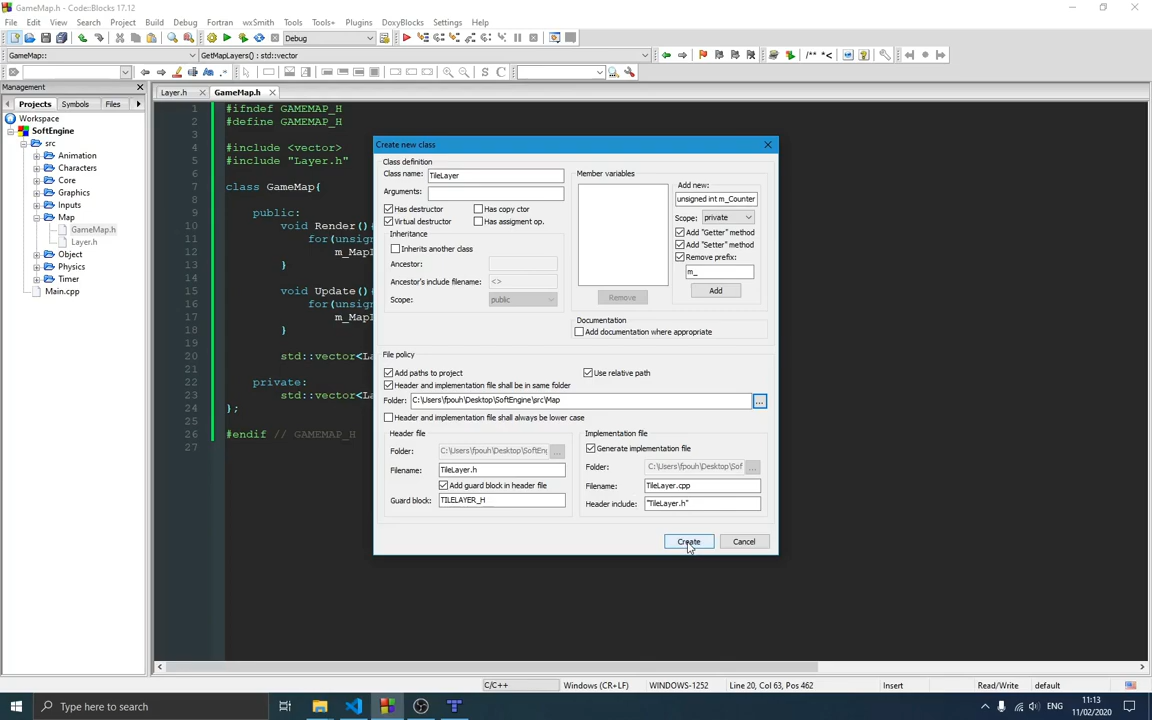 GameMap.h - Code::Blocks 17.12
File Edit View Search Project Build Debug Fortran wxSmith Tools Tools+ Plugins DoxyBlocks Settings Help
Debug
GameMap:: GetMapLayers() : std::vector
/** *<
S C
Management
Layer.h GameMap.h
Projects Symbols Files
Workspace
SoftEngine
src
Animation
Characters
Core
Graphics
Inputs
Map
GameMap.h
Layer.h
Object
Physics
Timer
Main.cpp
1 #ifndef GAMEMAP_H
2 #define GAMEMAP_H
3
4 #include <vector>
5 #include "Layer.h"
6
7 class GameMap{
8
9 public:
10 void Render(){
11 for(unsig
12 m_MapL
13 }
14
15 void Update(){
16 for(unsig
17 m_MapL
18 }
19
20 std::vector<La
21
22 private:
23 std::vector<La
24 };
25
26 #endif // GAMEMAP_H
27
Create new class
Class definition
Class name: TileLayer
Arguments:
Has destructor Has copy ctor
Virtual destructor Has assigment op.
Inheritance
Inherits another class
Ancestor:
Ancestor's include filename: <>
Scope: public
Member variables
Add new:
unsigned int m_Counter
Scope: private
Add "Getter" method
Add "Setter" method
Remove prefix:
m_
Remove Add
Documentation
Add documentation where appropriate
File policy
Add paths to project Use relative path
Header and implementation file shall be in same folder
Folder: C:\Users\fpouh\Desktop\SoftEngine\src\Map ...
Header and implementation file shall always be lower case
Header file
Folder: C:\Users\fpouh\Desktop\SoftEngi ...
Filename: TileLayer.h
Add guard block in header file
Guard block: TILELAYER_H
Implementation file
Generate implementation file
Folder: C:\Users\fpouh\Desktop\Sof ...
Filename: TileLayer.cpp
Header include: "TileLayer.h"
Create Cancel
C/C++ Windows (CR+LF) WINDOWS-1252 Line 20, Col 63, Pos 462 Insert Read/Write default
Type here to search
ENG
11:13
11/02/2020